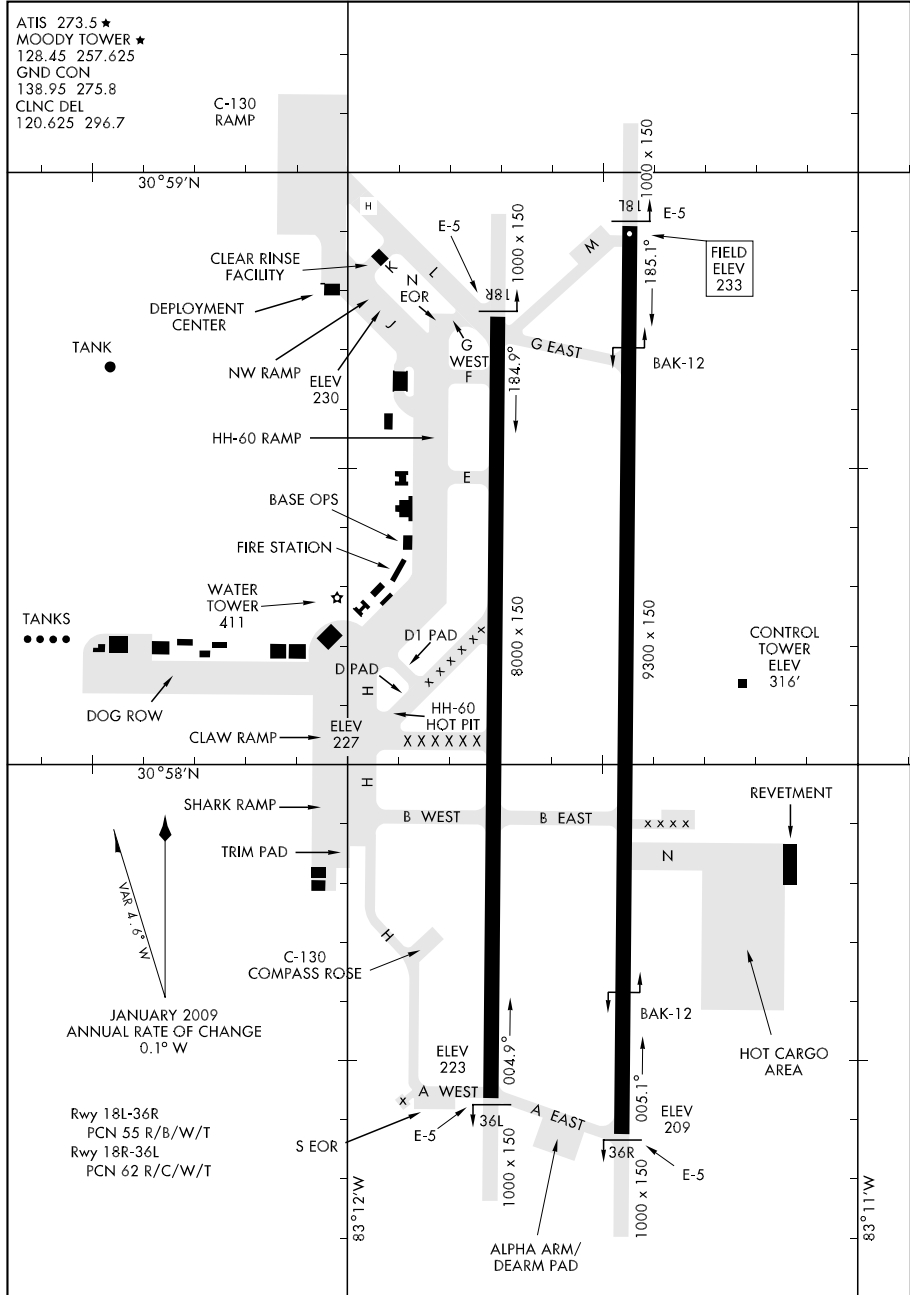 ATIS 273.5 ★
MOODY TOWER ★
128.45 257.625
GND CON
138.95 275.8
CLNC DEL
120.625 296.7
C-130
RAMP
30°59'N
1000 x 150
18L
E-5
H
E-5
1000 x 150
18R
M
185.1°
FIELD
ELEV
233
CLEAR RINSE
FACILITY
K
L
N
EOR
DEPLOYMENT
CENTER
J
TANK
NW RAMP
ELEV
230
G
WEST
F
184.9°
G EAST
BAK-12
HH-60 RAMP
E
BASE OPS
FIRE STATION
WATER
TOWER
411
TANKS
D1 PAD
X X X X X X
8000 x 150
9300 x 150
CONTROL
TOWER
ELEV
316'
D PAD
H
DOG ROW
HH-60
HOT PIT
CLAW RAMP
ELEV
227
X X X X X X
30°58'N
H
SHARK RAMP
B WEST
B EAST
X X X X
REVETMENT
TRIM PAD
N
VAR 4.6° W
H
C-130
COMPASS ROSE
JANUARY 2009
ANNUAL RATE OF CHANGE
0.1° W
BAK-12
HOT CARGO
AREA
ELEV
223
004.9°
005.1°
A WEST
X
A EAST
ELEV
209
Rwy 18L-36R
PCN 55 R/B/W/T
Rwy 18R-36L
PCN 62 R/C/W/T
S EOR
E-5
36L
36R
E-5
1000 x 150
1000 x 150
83°12'W
83°11'W
ALPHA ARM/
DEARM PAD